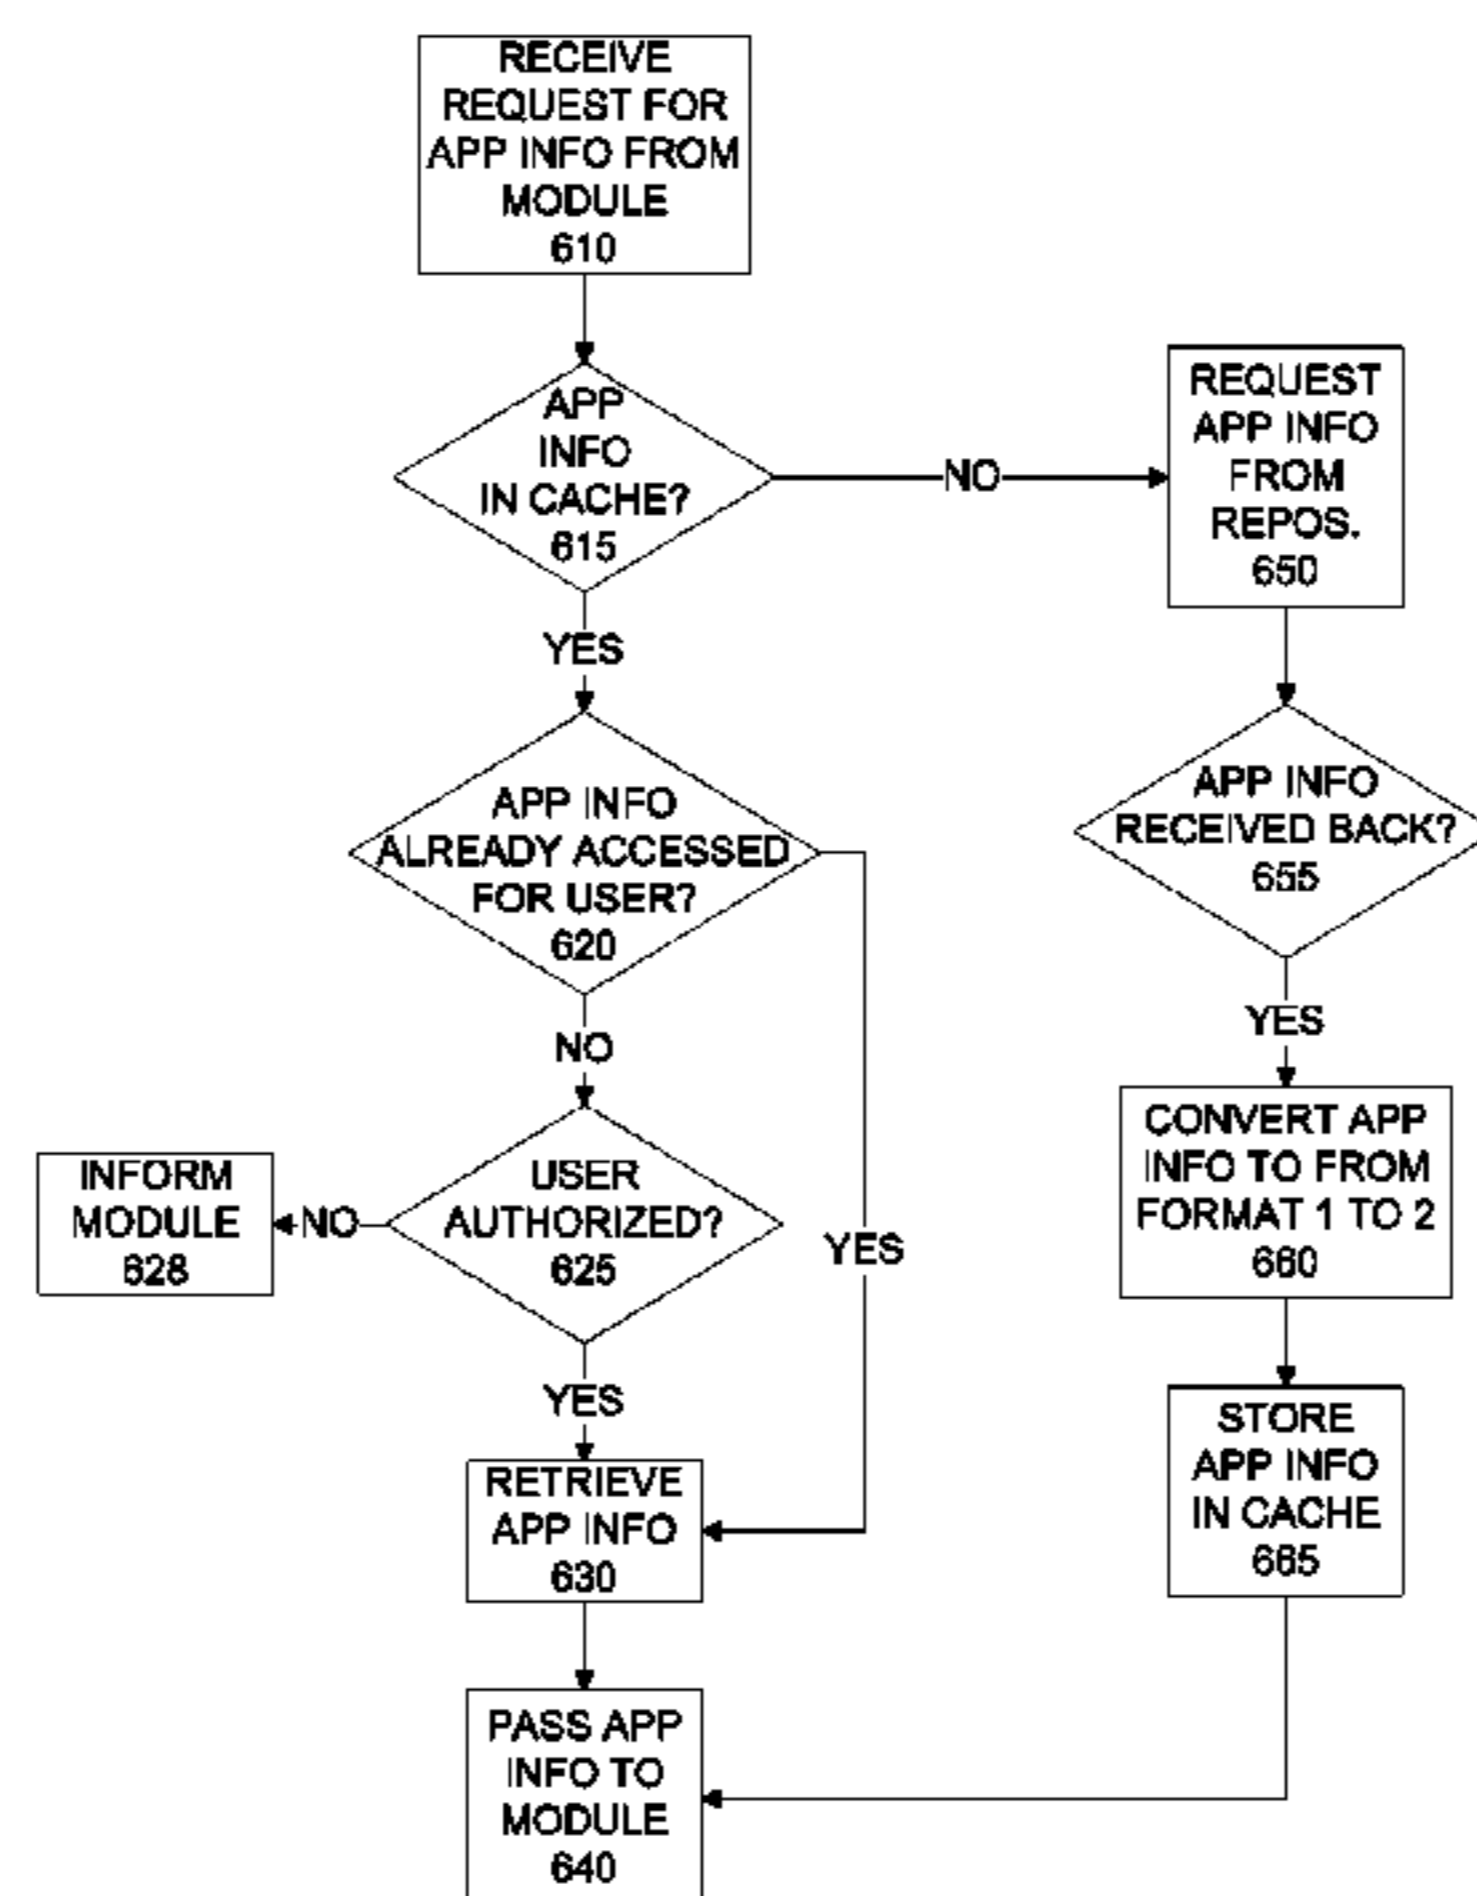 RECEIVE
REQUEST FOR
APP INFO FROM
MODULE
610
APP
INFO
IN CACHE?
615
NO
REQUEST
APP INFO
FROM
REPOS.
650
YES
APP INFO
ALREADY ACCESSED
FOR USER?
620
APP INFO
RECEIVED BACK?
655
NO
YES
INFORM
MODULE
628
NO
USER
AUTHORIZED?
625
YES
CONVERT APP
INFO TO FROM
FORMAT 1 TO 2
660
YES
RETRIEVE
APP INFO
630
STORE
APP INFO
IN CACHE
665
PASS APP
INFO TO
MODULE
640